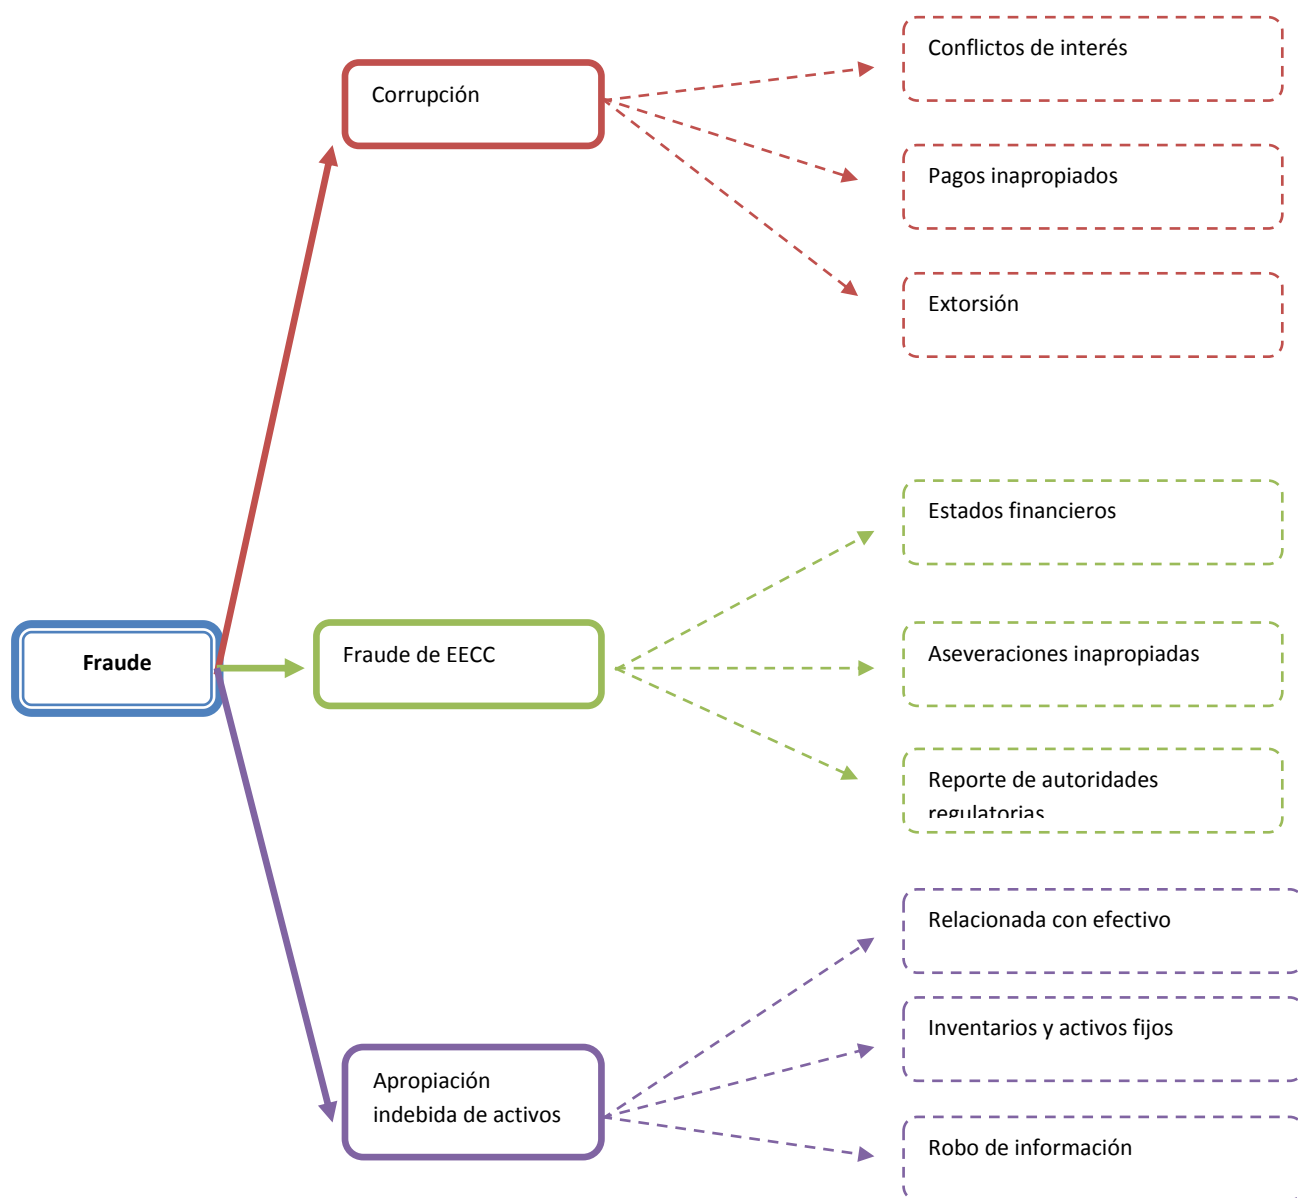 Conflictos de interés
Corrupción
Pagos inapropiados
Extorsión
Estados financieros
Fraude
Fraude de EECC
Aseveraciones inapropiadas
Reporte de autoridades
regulatorias
Relacionada con efectivo
Inventarios y activos fijos
Apropiación
indebida de activos
Robo de información